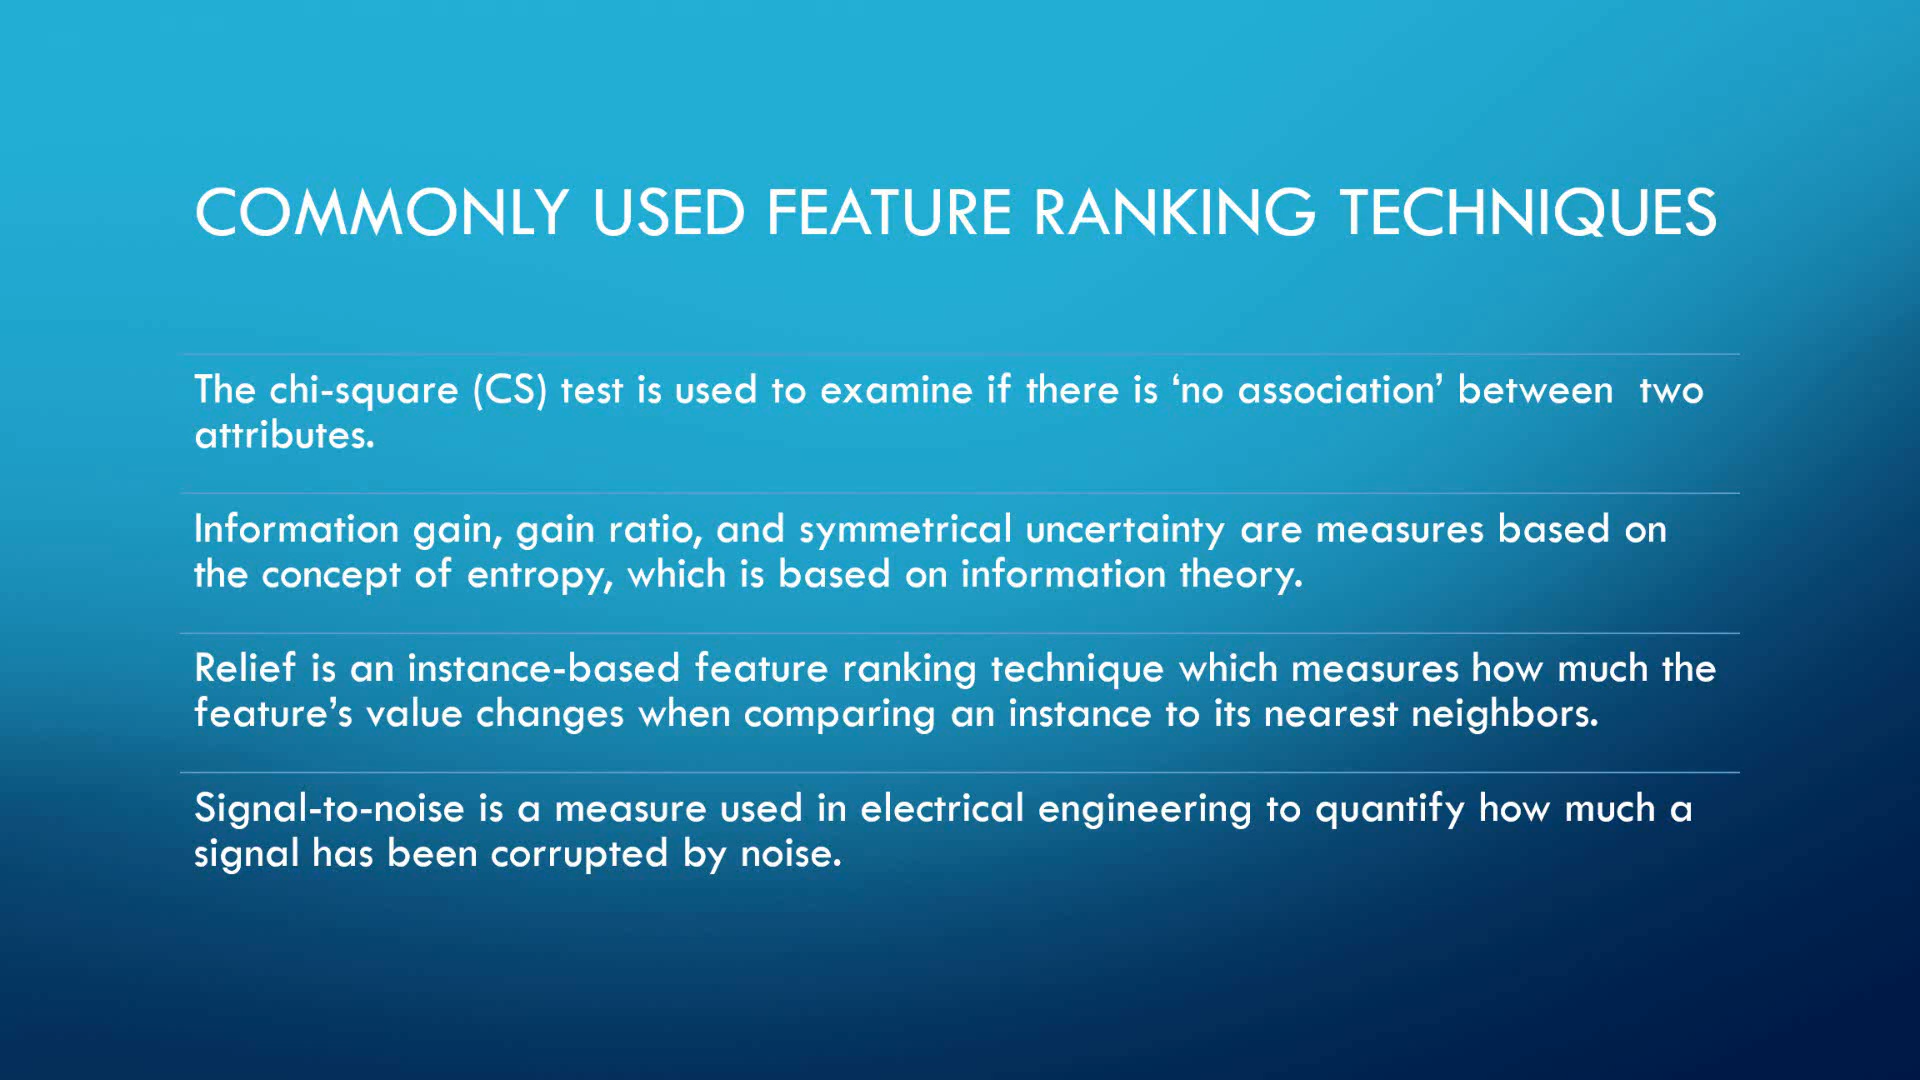 COMMONLY USED FEATURE RANKING TECHNIQUES
The chi-square (CS) test is used to examine if there is ‘no association’ between  two
attributes.
Information gain, gain ratio, and symmetrical uncertainty are measures based on
the concept of entropy, which is based on information theory.
Relief is an instance-based feature ranking technique which measures how much the
feature’s value changes when comparing an instance to its nearest neighbors.
Signal-to-noise is a measure used in electrical engineering to quantify how much a
signal has been corrupted by noise.